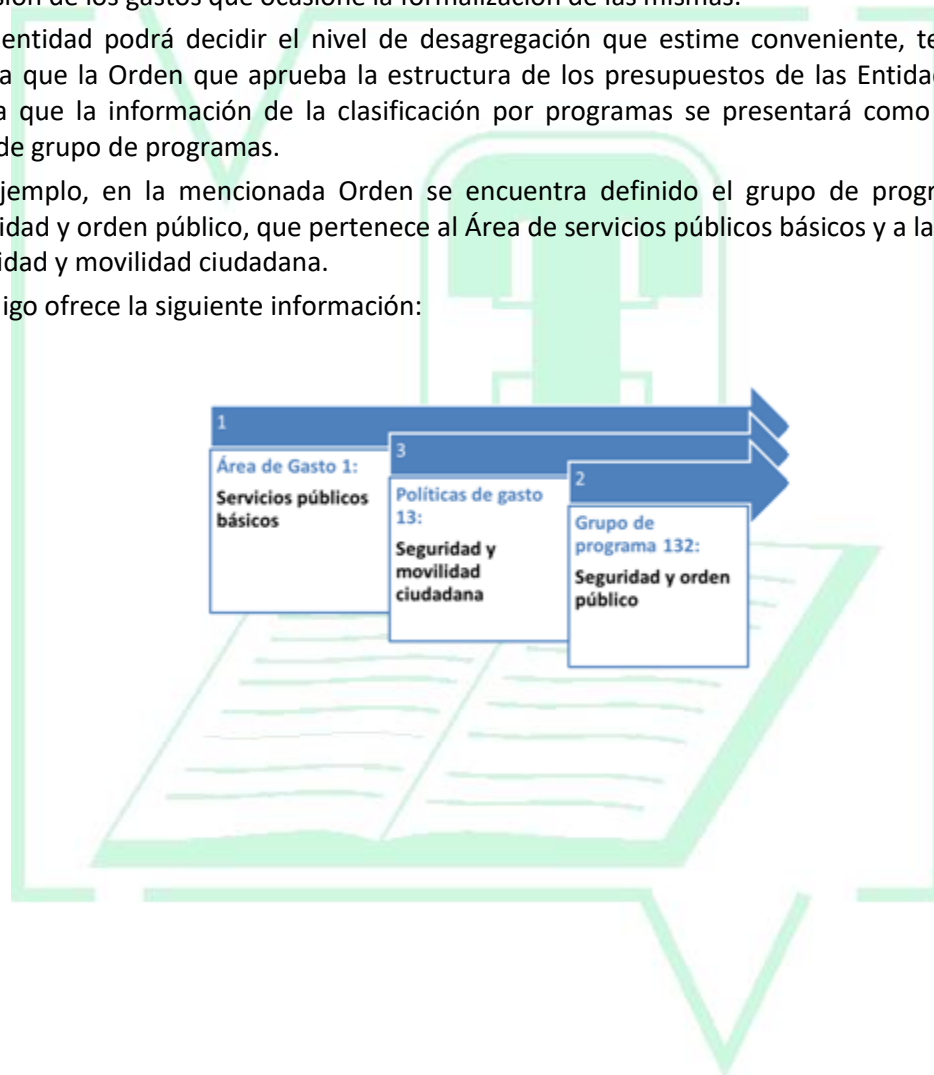 sión de los gastos que ocasione la formalización de las mismas.
entidad podrá decidir el nivel de desagregación que estime conveniente, te
a que la Orden que aprueba la estructura de los presupuestos de las Entidad
a que la información de la clasificación por programas se presentará como
de grupo de programas.
jemplo, en la mencionada Orden se encuentra definido el grupo de progr
idad y orden público, que pertenece al Área de servicios públicos básicos y a la
idad y movilidad ciudadana.
igo ofrece la siguiente información:
1
Área de Gasto 1:
Servicios públicos
básicos
3
Políticas de gasto
13:
Seguridad y
movilidad
ciudadana
2
Grupo de
programa 132:
Seguridad y orden
público